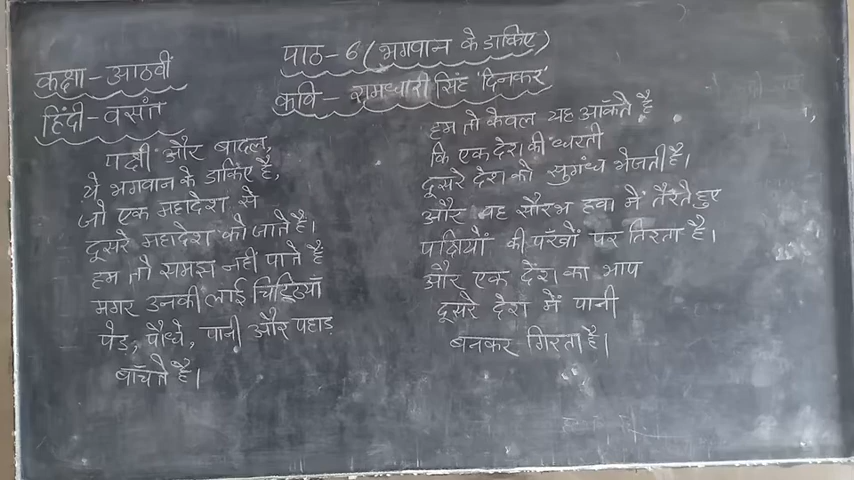 पाठ-6 (भगवान के डाकिए)
कक्षा-आठवीं
कवि- रामधारी सिंह 'दिनकर'
हिंदी-वसंत
पक्षी और बादल,
ये भगवान के डाकिए है,
जो एक महादेश से
दूसरे महादेश को जाते है।
हम तो समझ नहीं पाते है
मगर उनकी लाई चिट्ठियाँ
पेड़, पौधे, पानी और पहाड़
बाँचते है।
हम तो केवल यह आँकते है
कि एक देश की धरती
दूसरे देश को सुगंध भेजती है।
और वह सौरभ हवा में तैरते हुए
पक्षियों की पँखों पर तिरता है।
और एक देश का भाप
दूसरे देश में पानी
बनकर गिरता है।